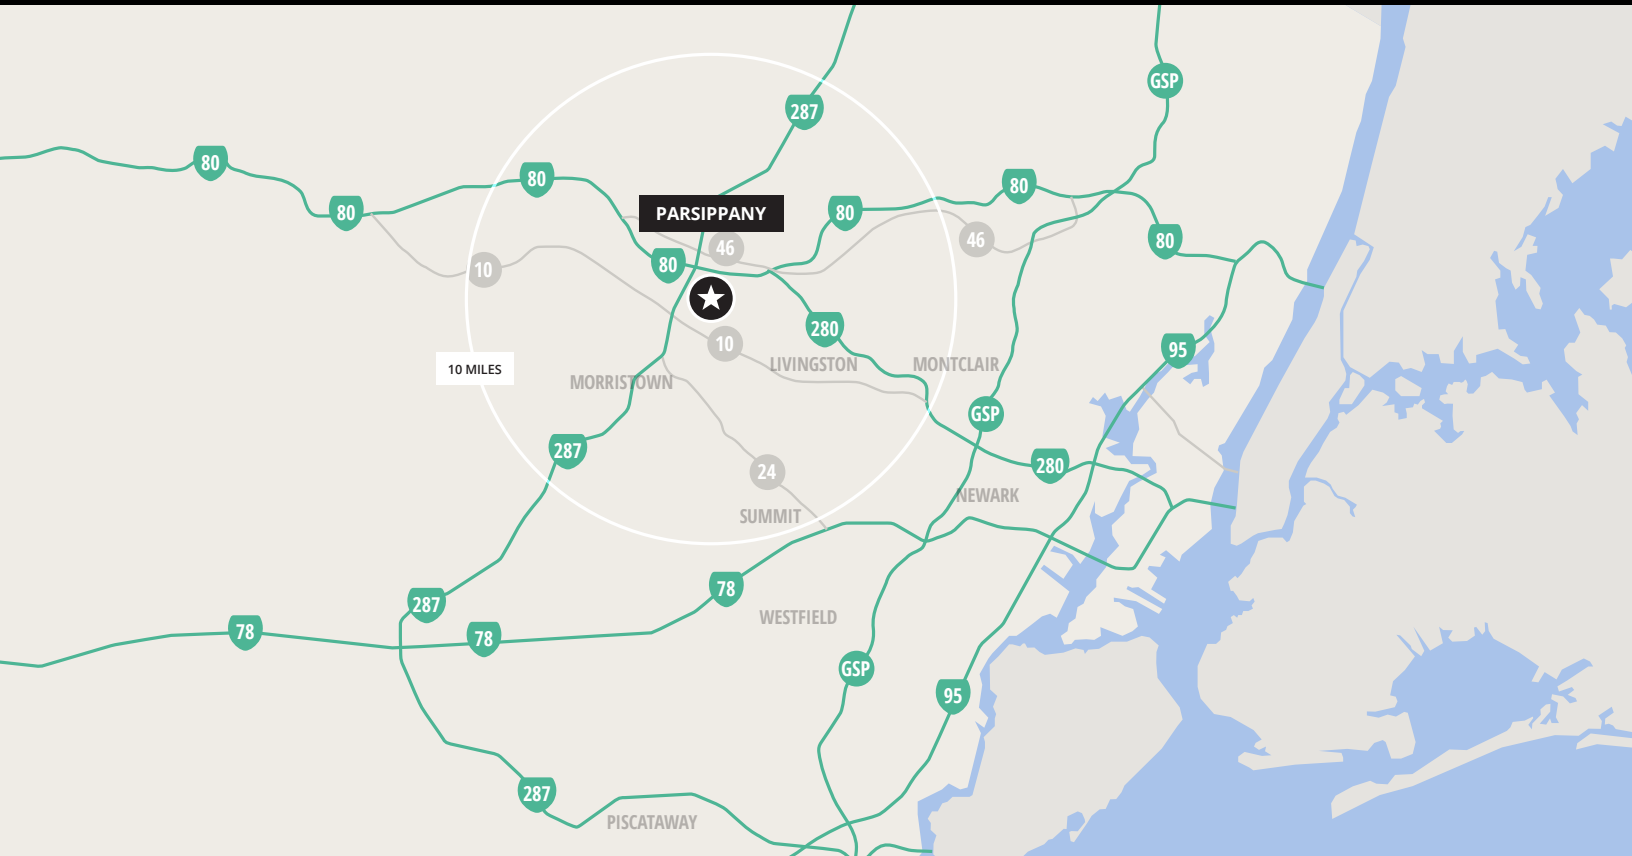 GSP
287
80
80
80
80
80
PARSIPPANY
46
46
80
80
10
280
10
95
LIVINGSTON
MONTCLAIR
10 MILES
MORRISTOWN
GSP
287
280
24
NEWARK
SUMMIT
78
287
WESTFIELD
78
78
GSP
95
287
PISCATAWAY